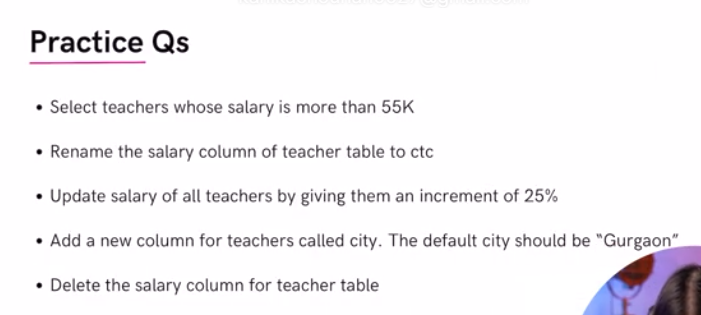 Practice Qs
• Select teachers whose salary is more than 55K
• Rename the salary column of teacher table to ctc
• Update salary of all teachers by giving them an increment of 25%
• Add a new column for teachers called city. The default city should be "Gurgaon"
• Delete the salary column for teacher table